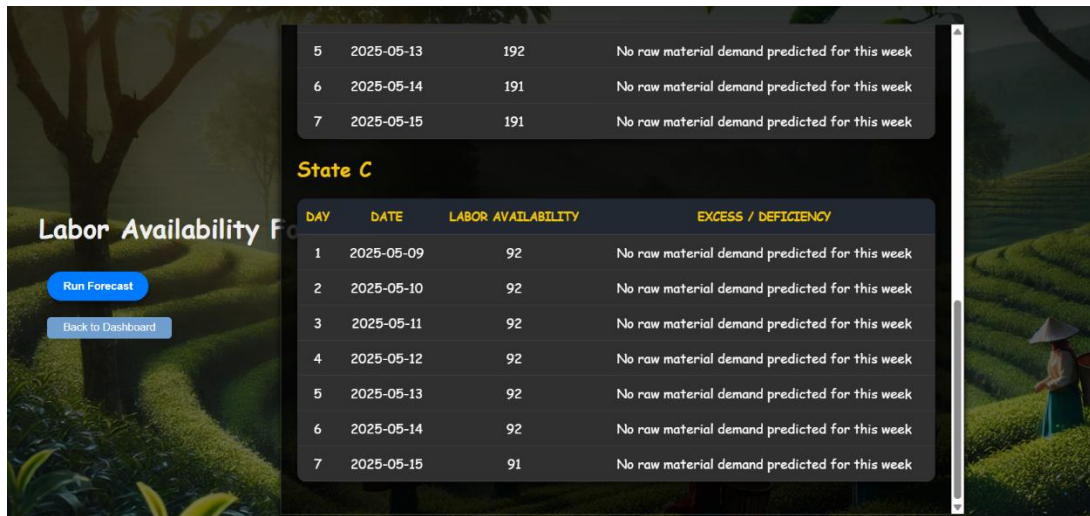 5 2025-05-13 192 No raw material demand predicted for this week
6 2025-05-14 191 No raw material demand predicted for this week
7 2025-05-15 191 No raw material demand predicted for this week
State C
DAY DATE LABOR AVAILABILITY EXCESS / DEFICIENCY
1 2025-05-09 92 No raw material demand predicted for this week
2 2025-05-10 92 No raw material demand predicted for this week
3 2025-05-11 92 No raw material demand predicted for this week
4 2025-05-12 92 No raw material demand predicted for this week
5 2025-05-13 92 No raw material demand predicted for this week
6 2025-05-14 92 No raw material demand predicted for this week
7 2025-05-15 91 No raw material demand predicted for this week
Labor Availability
Run Forecast
Back to Dashboard